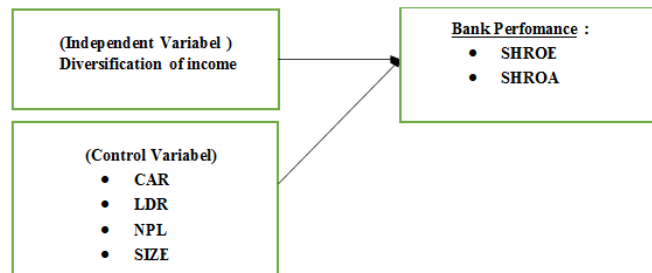 (Independent Variabel )
Diversification of income
Bank Perfomance :
• SHROE
• SHROA
(Control Variabel)
• CAR
• LDR
• NPL
• SIZE